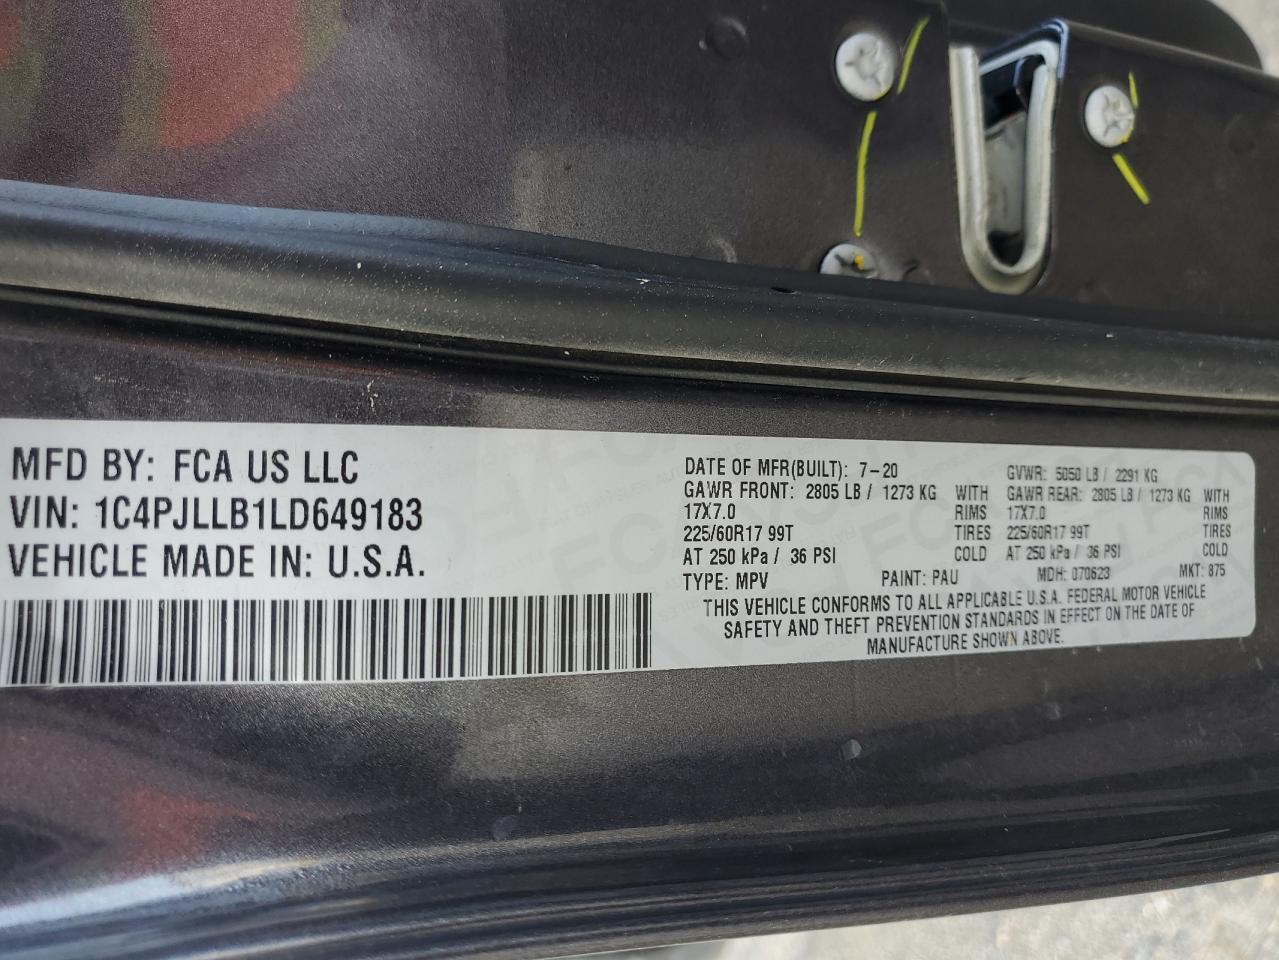 MFD BY: FCA US LLC
VIN: 1C4PJLLB1LD649183
VEHICLE MADE IN: U.S.A.
DATE OF MFR(BUILT): 7-20 GVWR: 5050 LB / 2291 KG
GAWR FRONT: 2805 LB / 1273 KG WITH GAWR REAR: 2805 LB / 1273 KG WITH
17X7.0 RIMS 17X7.0 RIMS
225/60R17 99T TIRES 225/60R17 99T TIRES
AT 250 kPa / 36 PSI COLD AT 250 kPa / 36 PSI COLD
TYPE: MPV PAINT: PAU MDH: 070623 MKT: 875
THIS VEHICLE CONFORMS TO ALL APPLICABLE U.S.A. FEDERAL MOTOR VEHICLE
SAFETY AND THEFT PREVENTION STANDARDS IN EFFECT ON THE DATE OF
MANUFACTURE SHOWN ABOVE.